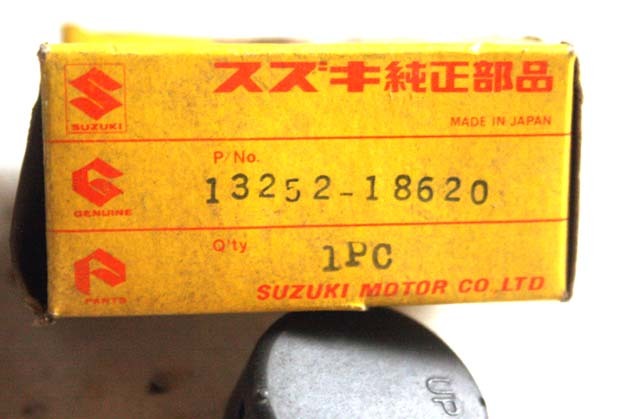 スズキ純正部品
SUZUKI
MADE IN JAPAN
P/No.
13252-18620
GENUINE
Q'ty
1PC
PARTS
SUZUKI MOTOR CO.,LTD
UP